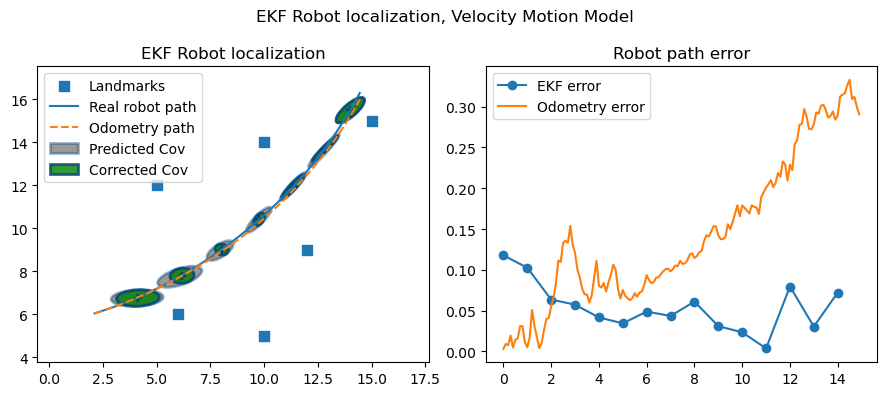 EKF Robot localization, Velocity Motion Model
EKF Robot localization
Landmarks
Real robot path
Odometry path
Predicted Cov
Corrected Cov
16
14
12
10
8
6
4
0.0 2.5 5.0 7.5 10.0 12.5 15.0 17.5
Robot path error
EKF error
Odometry error
0.30
0.25
0.20
0.15
0.10
0.05
0.00
0 2 4 6 8 10 12 14